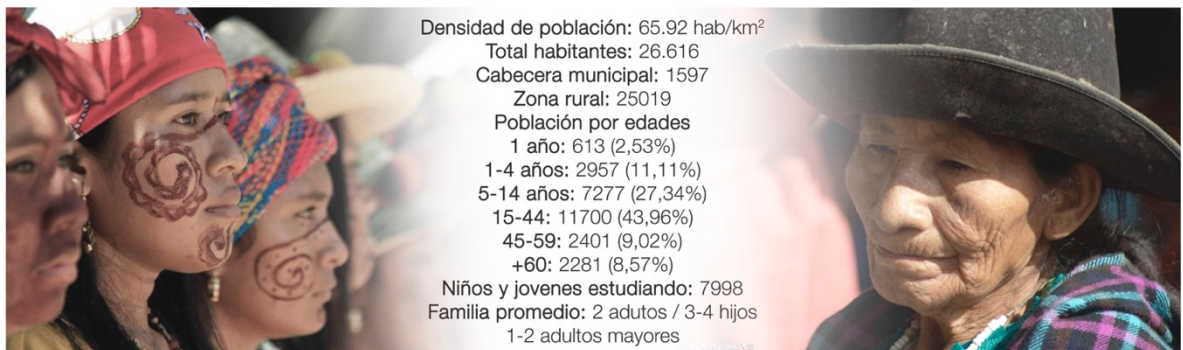 Densidad de población: 65.92 hab/km²
Total habitantes: 26.616
Cabecera municipal: 1597
Zona rural: 25019
Población por edades
1 año: 613 (2,53%)
1-4 años: 2957 (11,11%)
5-14 años: 7277 (27,34%)
15-44: 11700 (43,96%)
45-59: 2401 (9,02%)
+60: 2281 (8,57%)
Niños y jovenes estudiando: 7998
Familia promedio: 2 adutos / 3-4 hijos
1-2 adultos mayores